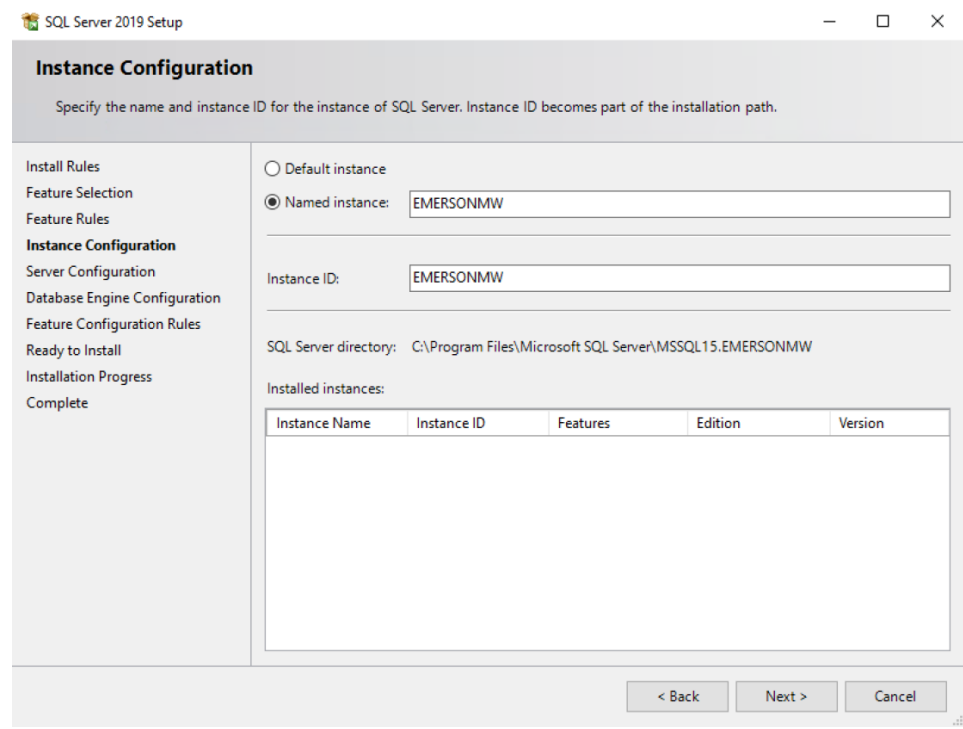 SQL Server 2019 Setup
Instance Configuration
Specify the name and instance ID for the instance of SQL Server. Instance ID becomes part of the installation path.
Install Rules
Feature Selection
Feature Rules
Instance Configuration
Server Configuration
Database Engine Configuration
Feature Configuration Rules
Ready to Install
Installation Progress
Complete
Default instance
Named instance: EMERSONMW
Instance ID: EMERSONMW
SQL Server directory: C:\Program Files\Microsoft SQL Server\MSSQL15.EMERSONMW
Installed instances:
Instance Name Instance ID Features Edition Version
< Back Next > Cancel